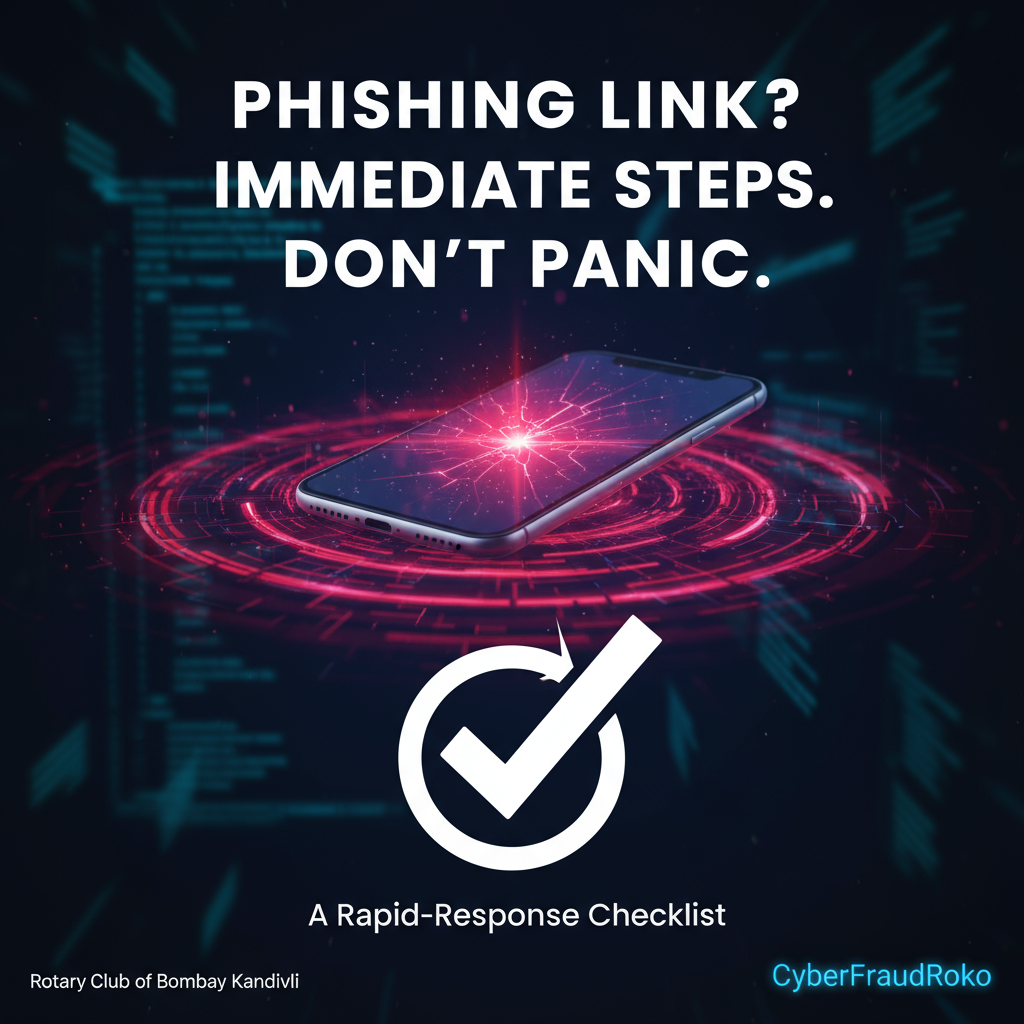 PHISHING LINK?
IMMEDIATE STEPS.
DON’T PANIC.
A Rapid-Response Checklist
Rotary Club of Bombay Kandivli
CyberFraudRoko